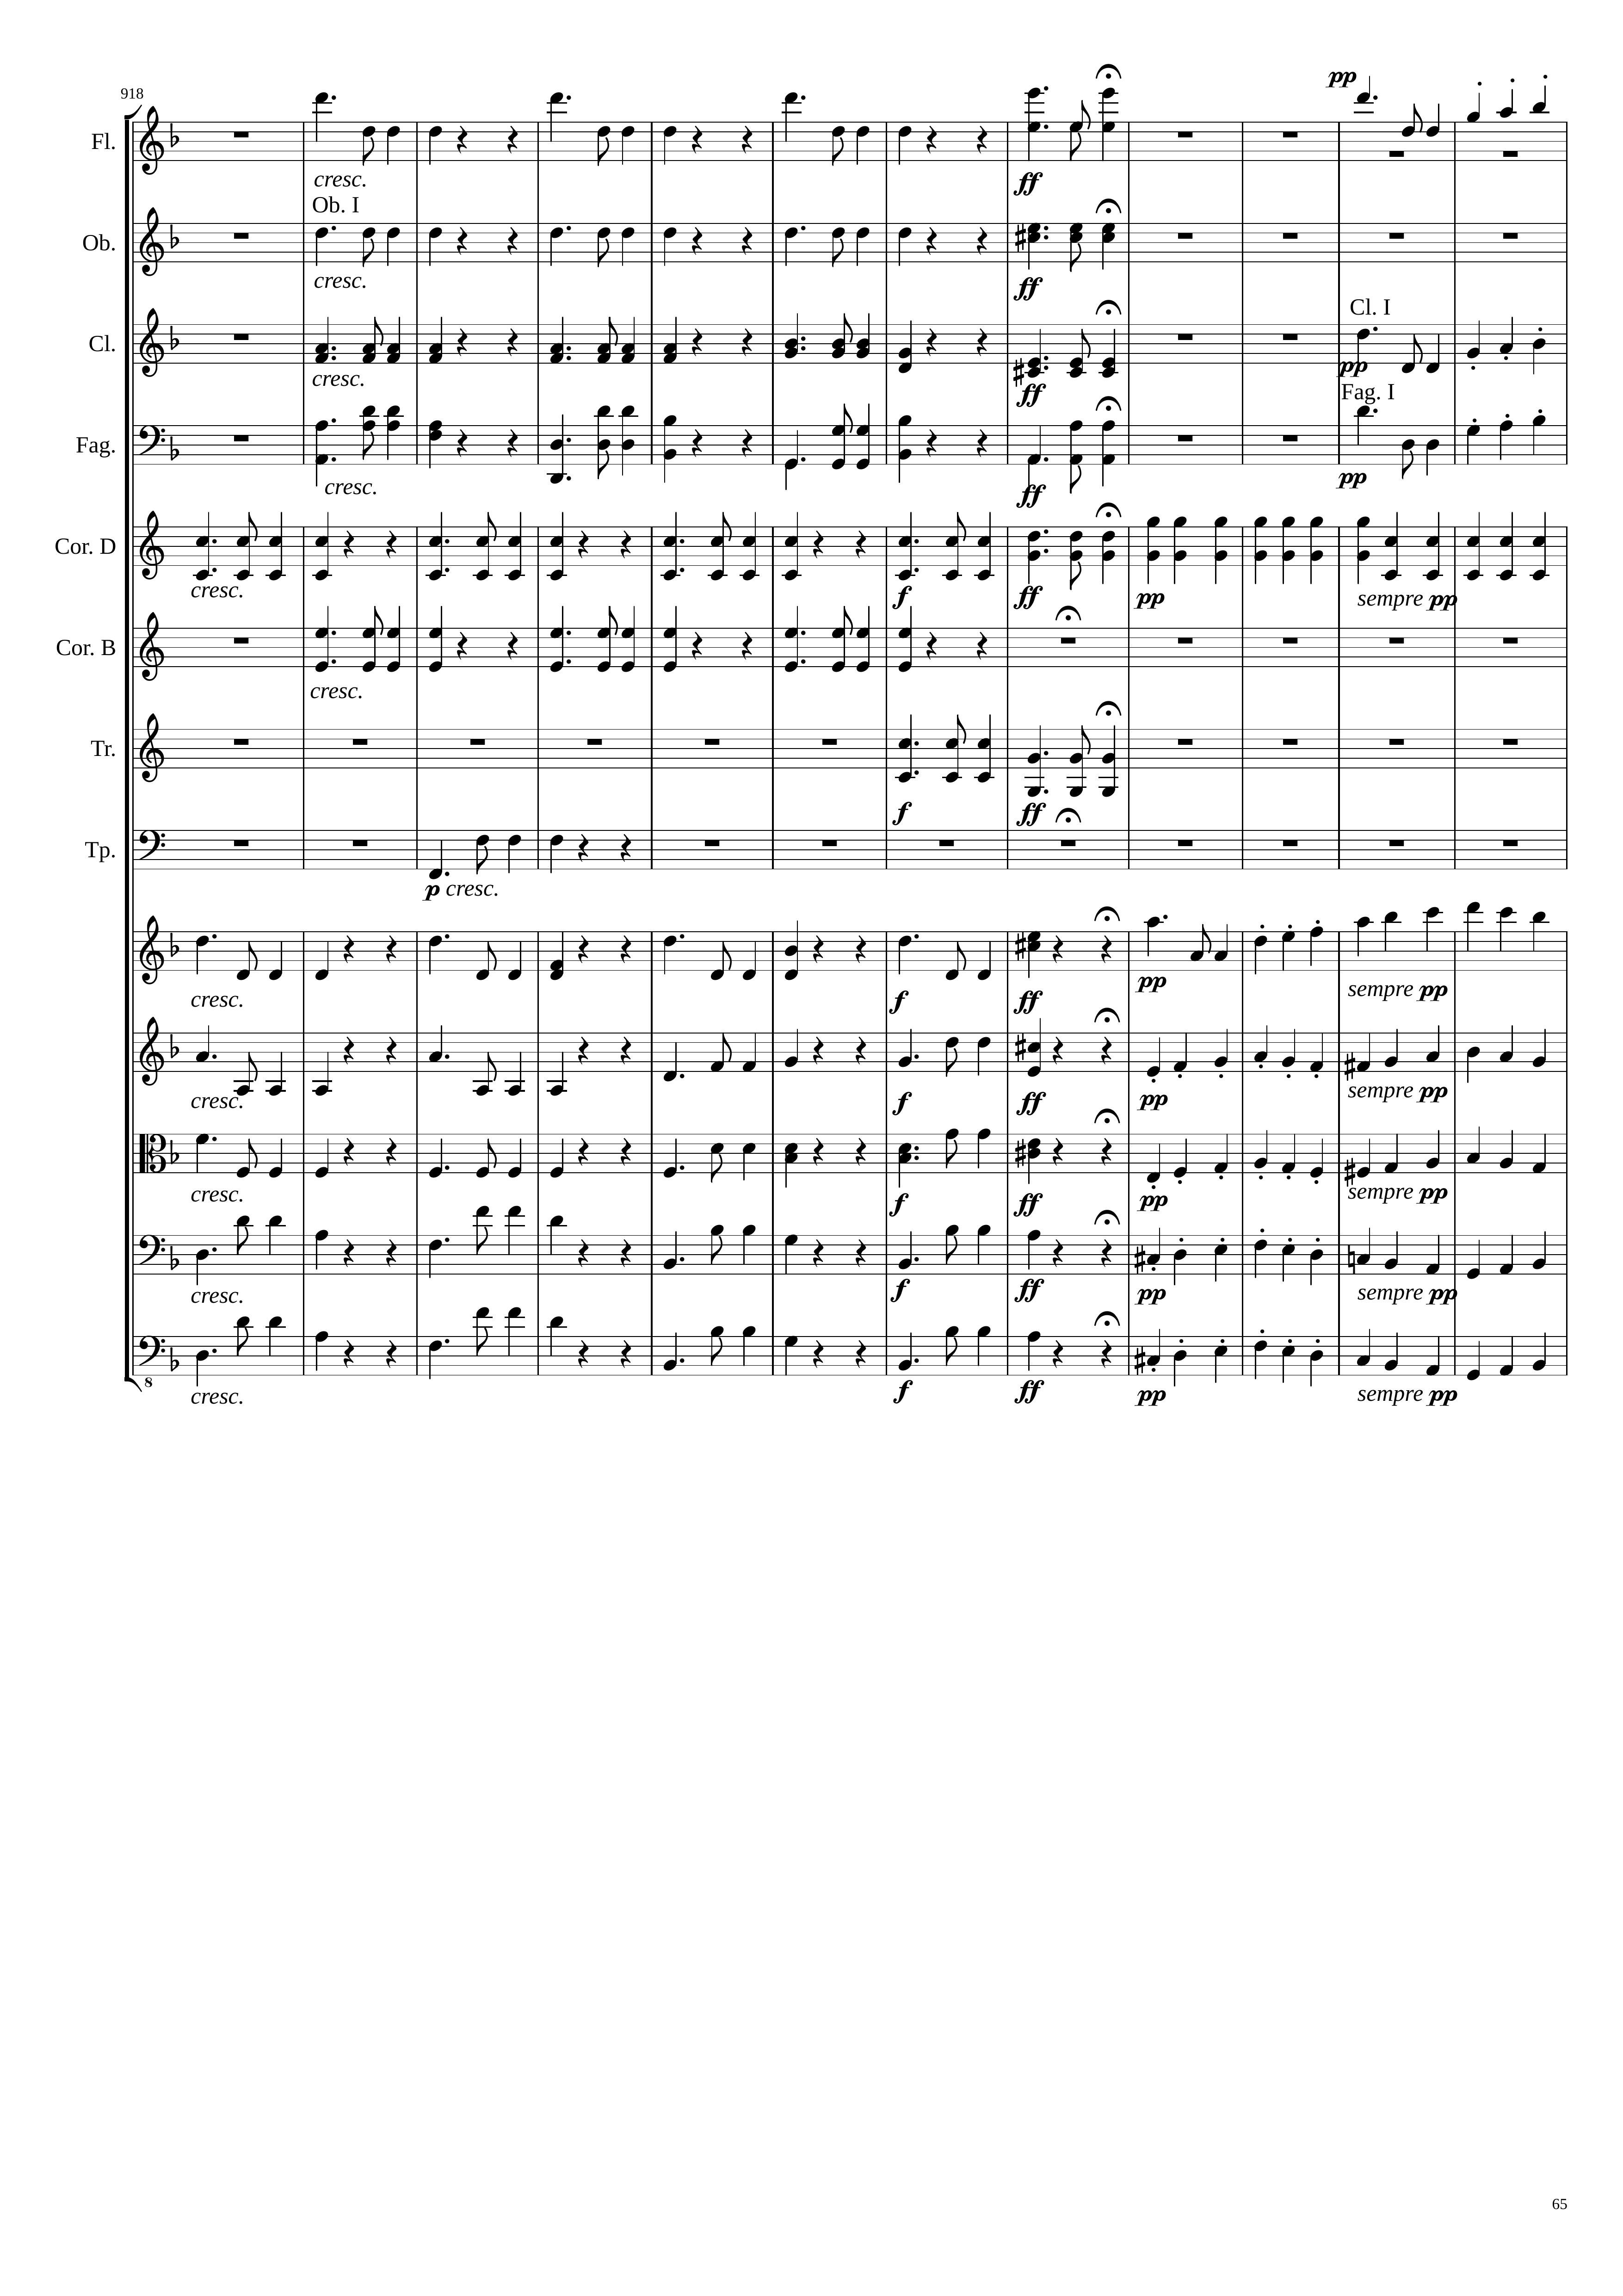 918
Fl.
cresc.
ff
pp
Ob. I
Ob.
cresc.
ff
Cl. I
Cl.
cresc.
ff
pp
Fag. I
Fag.
cresc.
ff
pp
Cor. D
cresc.
f
ff
pp
sempre pp
Cor. B
cresc.
Tr.
f
ff
Tp.
p cresc.
cresc.
f
ff
pp
sempre pp
cresc.
f
ff
pp
sempre pp
cresc.
f
ff
pp
sempre pp
cresc.
f
ff
pp
sempre pp
8
cresc.
f
ff
pp
sempre pp
65